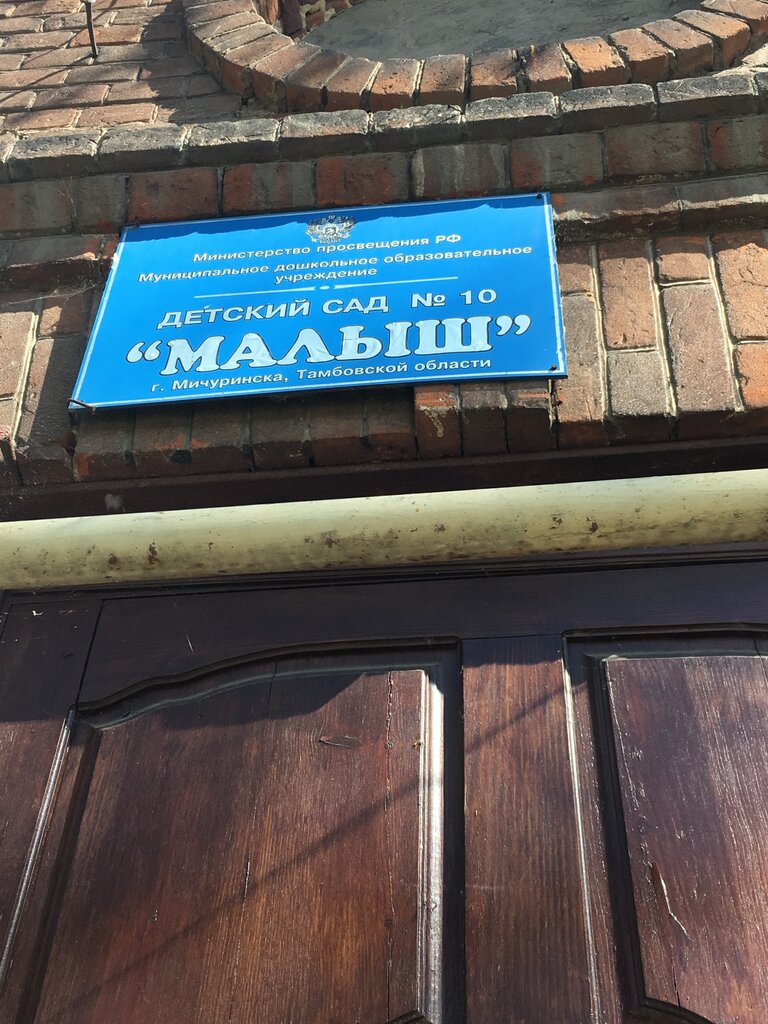 Министерство просвещения РФ
Муниципальное дошкольное образовательное
учреждение
ДЕТСКИЙ САД № 10
“МАЛЫШ”
г. Мичуринска, Тамбовской области